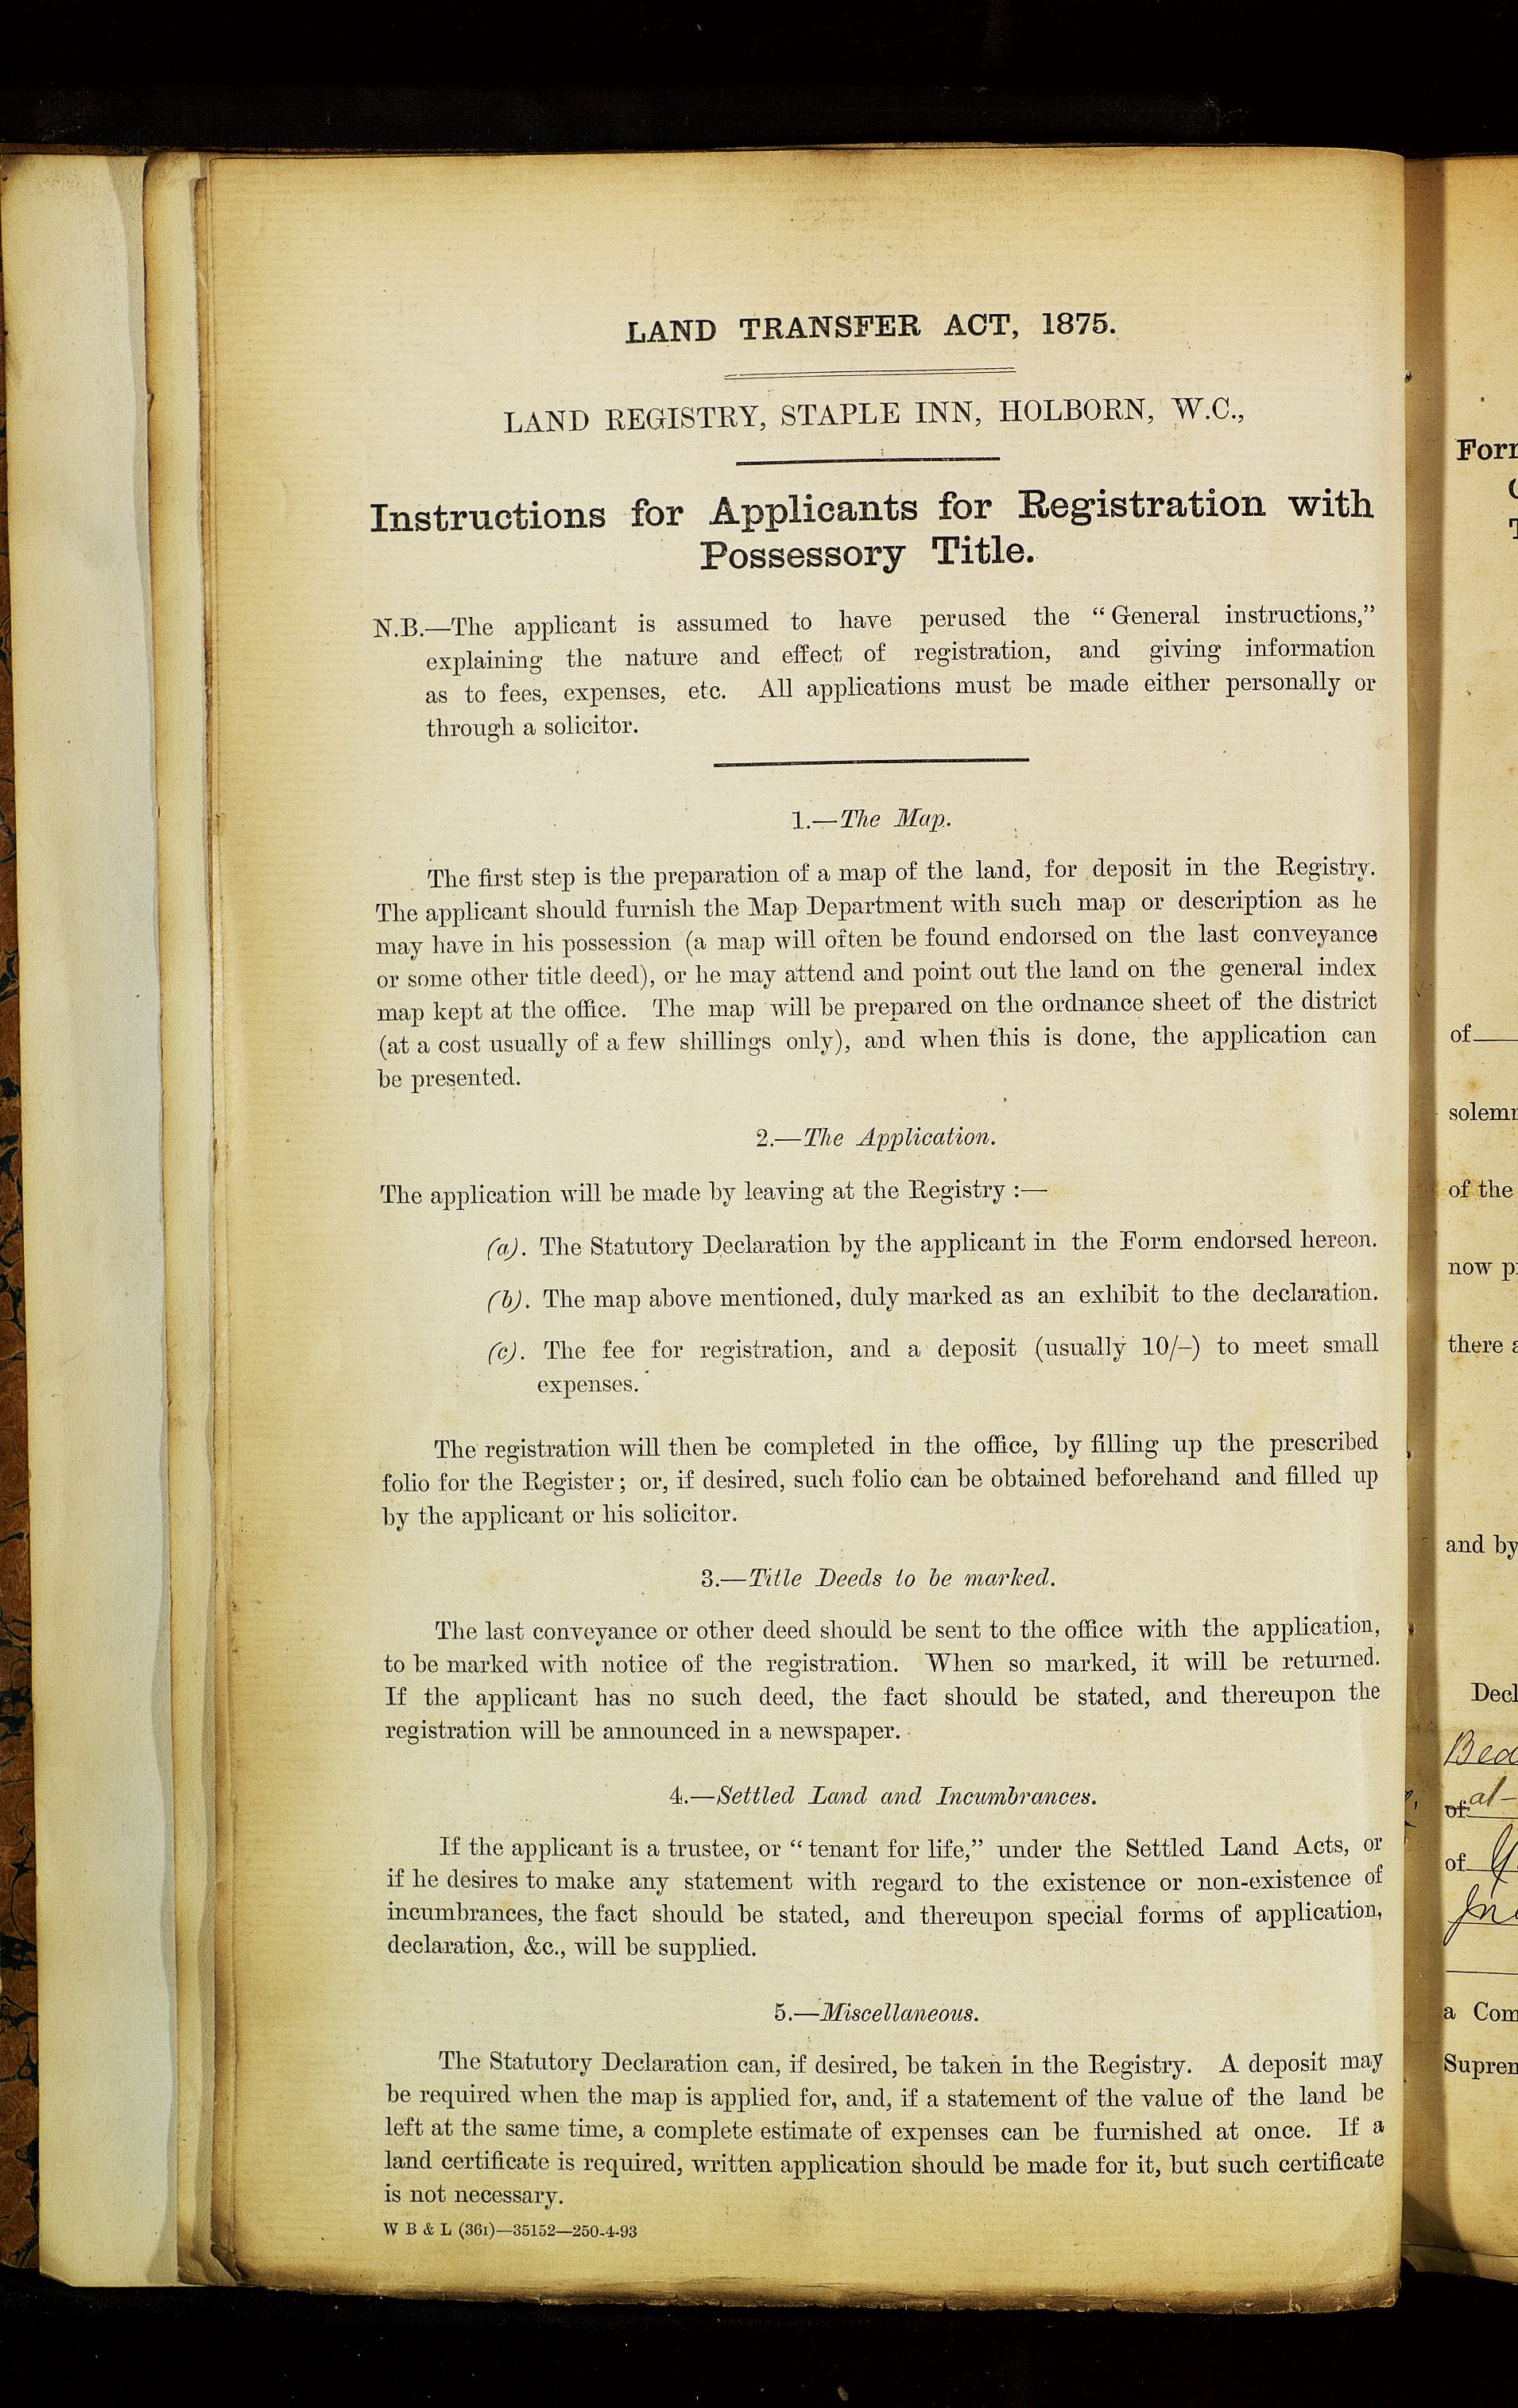 LAND TRANSFER ACT, 1875.
LAND REGISTRY, STAPLE INN, HOLBORN, W.C.,
Instructions for Applicants for Registration with
Possessory Title.
N.B.—The applicant is assumed to have perused the “General instructions,”
explaining the nature and effect of registration, and giving information
as to fees, expenses, etc. All applications must be made either personally or
through a solicitor.
1.—The Map.
The first step is the preparation of a map of the land, for deposit in the Registry.
The applicant should furnish the Map Department with such map or description as he
may have in his possession (a map will often be found endorsed on the last conveyance
or some other title deed), or he may attend and point out the land on the general index
map kept at the office. The map will be prepared on the ordnance sheet of the district
(at a cost usually of a few shillings only), and when this is done, the application can
be presented.
2.—The Application.
The application will be made by leaving at the Registry :—
(a). The Statutory Declaration by the applicant in the Form endorsed hereon.
(b). The map above mentioned, duly marked as an exhibit to the declaration.
(c). The fee for registration, and a deposit (usually 10/–) to meet small
expenses.
The registration will then be completed in the office, by filling up the prescribed
folio for the Register; or, if desired, such folio can be obtained beforehand and filled up
by the applicant or his solicitor.
3.—Title Deeds to be marked.
The last conveyance or other deed should be sent to the office with the application,
to be marked with notice of the registration. When so marked, it will be returned.
If the applicant has no such deed, the fact should be stated, and thereupon the
registration will be announced in a newspaper.
4.—Settled Land and Incumbrances.
If the applicant is a trustee, or “tenant for life,” under the Settled Land Acts, or
if he desires to make any statement with regard to the existence or non-existence of
incumbrances, the fact should be stated, and thereupon special forms of application,
declaration, &c., will be supplied.
5.—Miscellaneous.
The Statutory Declaration can, if desired, be taken in the Registry. A deposit may
be required when the map is applied for, and, if a statement of the value of the land be
left at the same time, a complete estimate of expenses can be furnished at once. If a
land certificate is required, written application should be made for it, but such certificate
is not necessary.
W B & L (361)—35152—250-4-93
of
of the
now
there
and by
of at
of
a